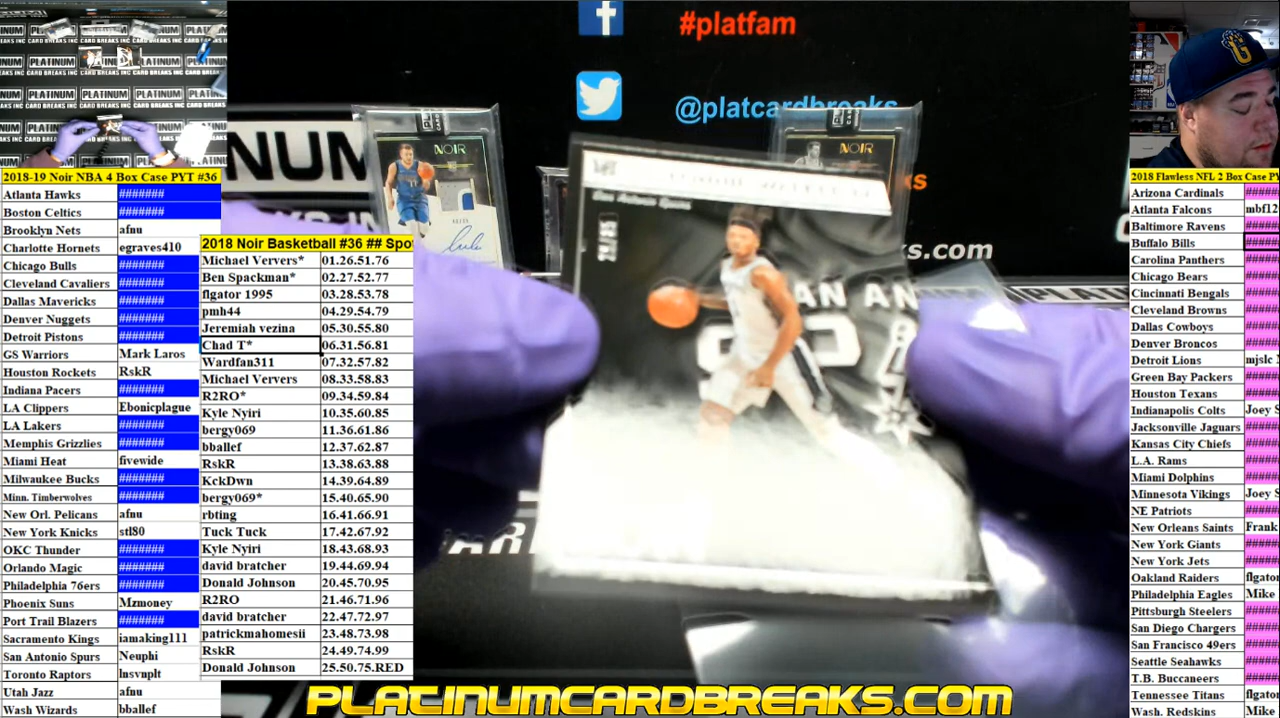 #platfam
@platcardbreaks
NUM
s.com
NOIR
NOIR
San Antonio Spurs
SAN AN
2018-19 Noir NBA 4 Box Case PYT #36
Atlanta Hawks #######
Boston Celtics #######
Brooklyn Nets afnu
Charlotte Hornets egraves410
Chicago Bulls #######
Cleveland Cavaliers #######
Dallas Mavericks #######
Denver Nuggets #######
Detroit Pistons #######
GS Warriors Mark Laros
Houston Rockets RskR
Indiana Pacers #######
LA Clippers Ebonicplague
LA Lakers #######
Memphis Grizzlies #######
Miami Heat fivewide
Milwaukee Bucks #######
Minn. Timberwolves #######
New Orl. Pelicans afnu
New York Knicks stl80
OKC Thunder #######
Orlando Magic #######
Philadelphia 76ers #######
Phoenix Suns Mzmoney
Port Trail Blazers #######
Sacramento Kings iamaking111
San Antonio Spurs Neuphi
Toronto Raptors lnsvnplt
Utah Jazz afnu
Wash Wizards bballef
2018 Noir Basketball #36 ## Spo
Michael Ververs* 01.26.51.76
Ben Spackman* 02.27.52.77
flgator 1995 03.28.53.78
pmh44 04.29.54.79
Jeremiah vezina 05.30.55.80
Chad T* 06.31.56.81
Wardfan311 07.32.57.82
Michael Ververs 08.33.58.83
R2RO* 09.34.59.84
Kyle Nyiri 10.35.60.85
bergy069 11.36.61.86
bballef 12.37.62.87
RskR 13.38.63.88
KckDwn 14.39.64.89
bergy069* 15.40.65.90
rbting 16.41.66.91
Tuck Tuck 17.42.67.92
Kyle Nyiri 18.43.68.93
david bratcher 19.44.69.94
Donald Johnson 20.45.70.95
R2RO 21.46.71.96
david bratcher 22.47.72.97
patrickmahomesii 23.48.73.98
RskR 24.49.74.99
Donald Johnson 25.50.75.RED
2018 Flawless NFL 2 Box Case PY
Arizona Cardinals #####
Atlanta Falcons mbf12
Baltimore Ravens #####
Buffalo Bills #####
Carolina Panthers #####
Chicago Bears #####
Cincinnati Bengals #####
Cleveland Browns #####
Dallas Cowboys #####
Denver Broncos #####
Detroit Lions mjslc
Green Bay Packers #####
Houston Texans #####
Indianapolis Colts Joey S
Jacksonville Jaguars #####
Kansas City Chiefs #####
L.A. Rams #####
Miami Dolphins #####
Minnesota Vikings Joey S
NE Patriots #####
New Orleans Saints Frank
New York Giants #####
New York Jets #####
Oakland Raiders flgato
Philadelphia Eagles Mike
Pittsburgh Steelers #####
San Diego Chargers #####
San Francisco 49ers #####
Seattle Seahawks #####
T.B. Buccaneers #####
Tennessee Titans flgato
Wash. Redskins Mike
PLATINUMCARDBREAKS.COM